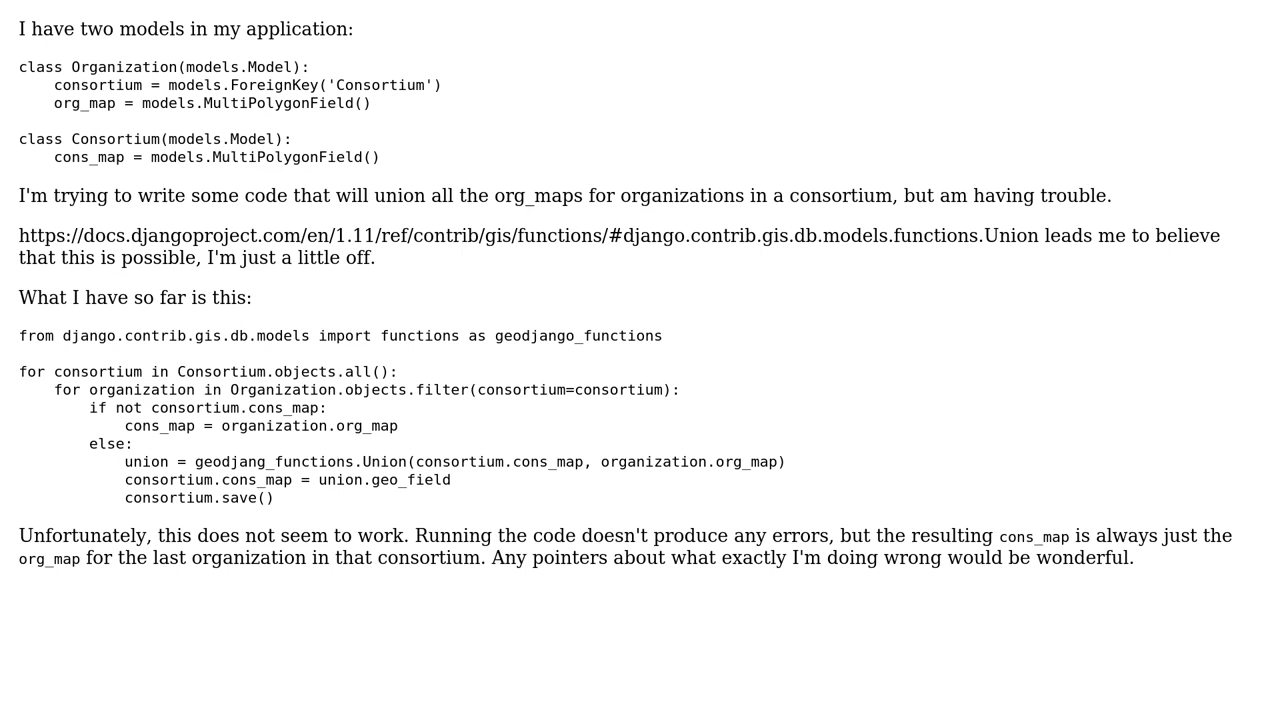 I have two models in my application:
class Organization(models.Model):
    consortium = models.ForeignKey('Consortium')
    org_map = models.MultiPolygonField()
class Consortium(models.Model):
    cons_map = models.MultiPolygonField()
I'm trying to write some code that will union all the org_maps for organizations in a consortium, but am having trouble.
https://docs.djangoproject.com/en/1.11/ref/contrib/gis/functions/#django.contrib.gis.db.models.functions.Union leads me to believe
that this is possible, I'm just a little off.
What I have so far is this:
from django.contrib.gis.db.models import functions as geodjango_functions
for consortium in Consortium.objects.all():
    for organization in Organization.objects.filter(consortium=consortium):
        if not consortium.cons_map:
            cons_map = organization.org_map
        else:
            union = geodjang_functions.Union(consortium.cons_map, organization.org_map)
            consortium.cons_map = union.geo_field
            consortium.save()
Unfortunately, this does not seem to work. Running the code doesn't produce any errors, but the resulting cons_map is always just the
org_map for the last organization in that consortium. Any pointers about what exactly I'm doing wrong would be wonderful.